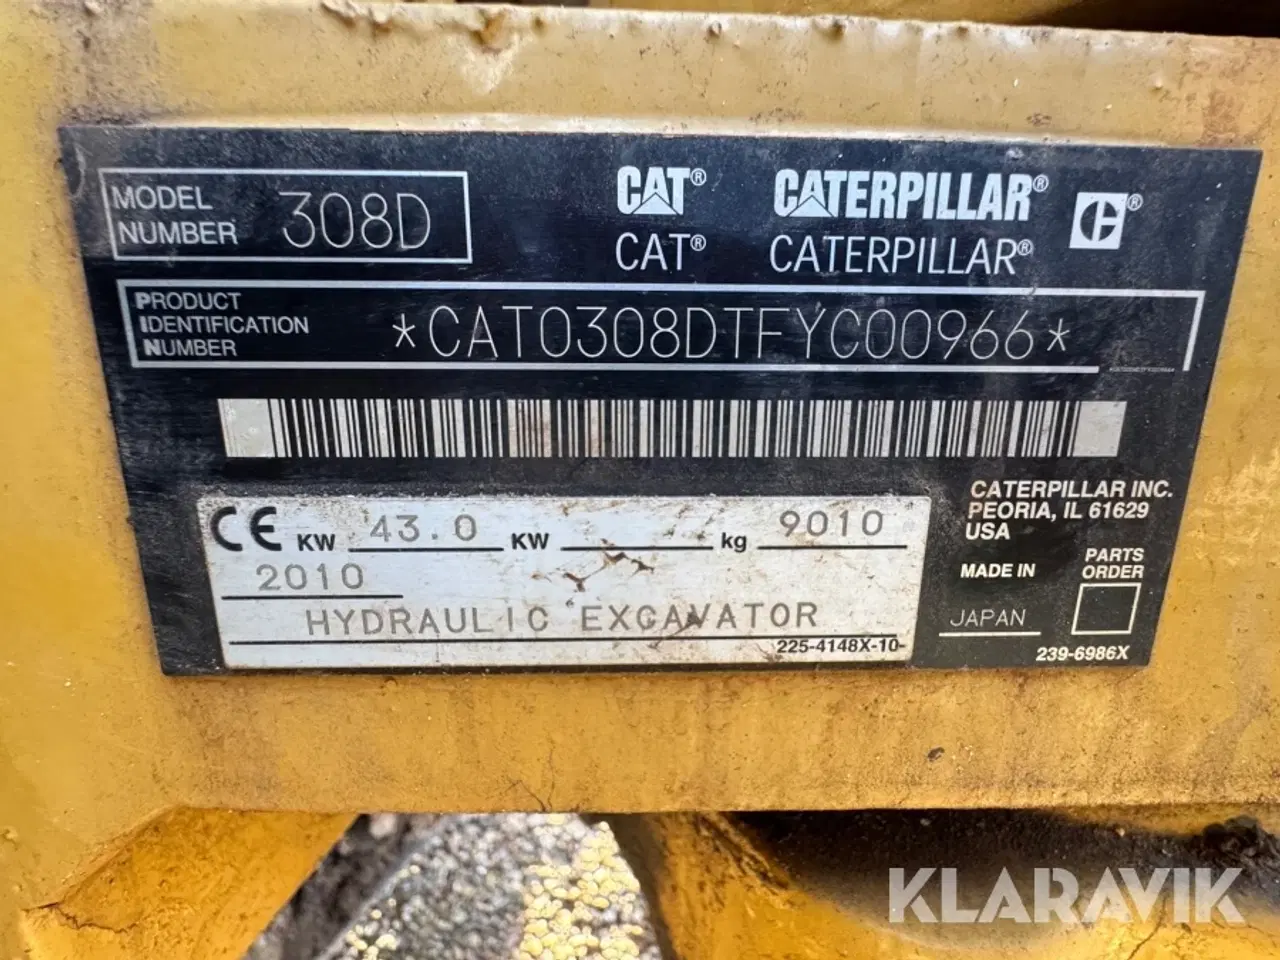 MODEL
NUMBER 308D
CAT® CATERPILLAR® ®
CAT® CATERPILLAR®
PRODUCT
IDENTIFICATION
NUMBER
*CAT0308DTFYC00966*
CE KW 43.0 KW kg 9010
2010
HYDRAULIC EXCAVATOR
225-4148X-10-
CATERPILLAR INC.
PEORIA, IL 61629
USA
MADE IN
JAPAN
PARTS
ORDER
239-6986X
KLARAVIK